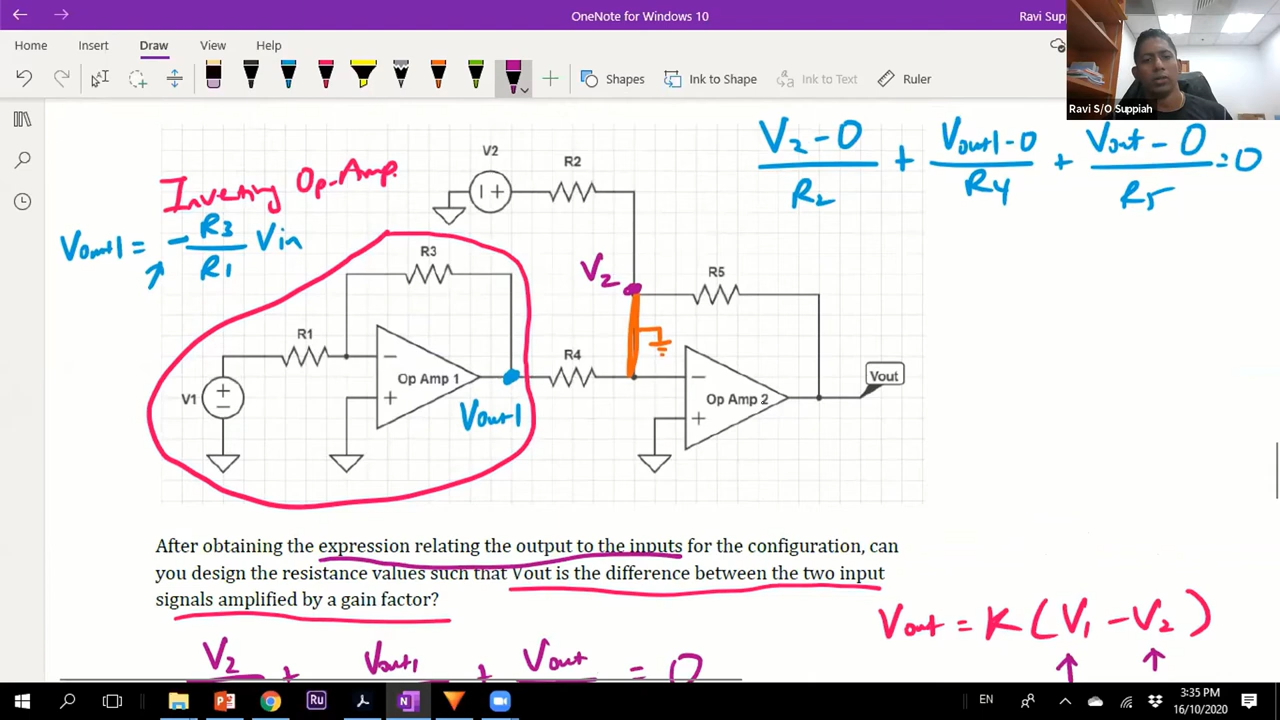 OneNote for Windows 10
Ravi Sup
Home Insert Draw View Help
Shapes Ink to Shape Ink to Text Ruler
Ravi S/O Suppiah
V2-0/R2 + Vout1-0/R4 + Vout-0/R5 = 0
Inverting Op-Amp.
Vout1 = -R3/R1 Vin
V2
R2
R3
V2
R5
R1
R4
V1
Op Amp 1
Vout1
Op Amp 2
Vout
After obtaining the expression relating the output to the inputs for the configuration, can
you design the resistance values such that Vout is the difference between the two input
signals amplified by a gain factor?
Vout = K (V1 - V2)
V2 + Vout1 + Vout = 0
EN
3:35 PM
16/10/2020